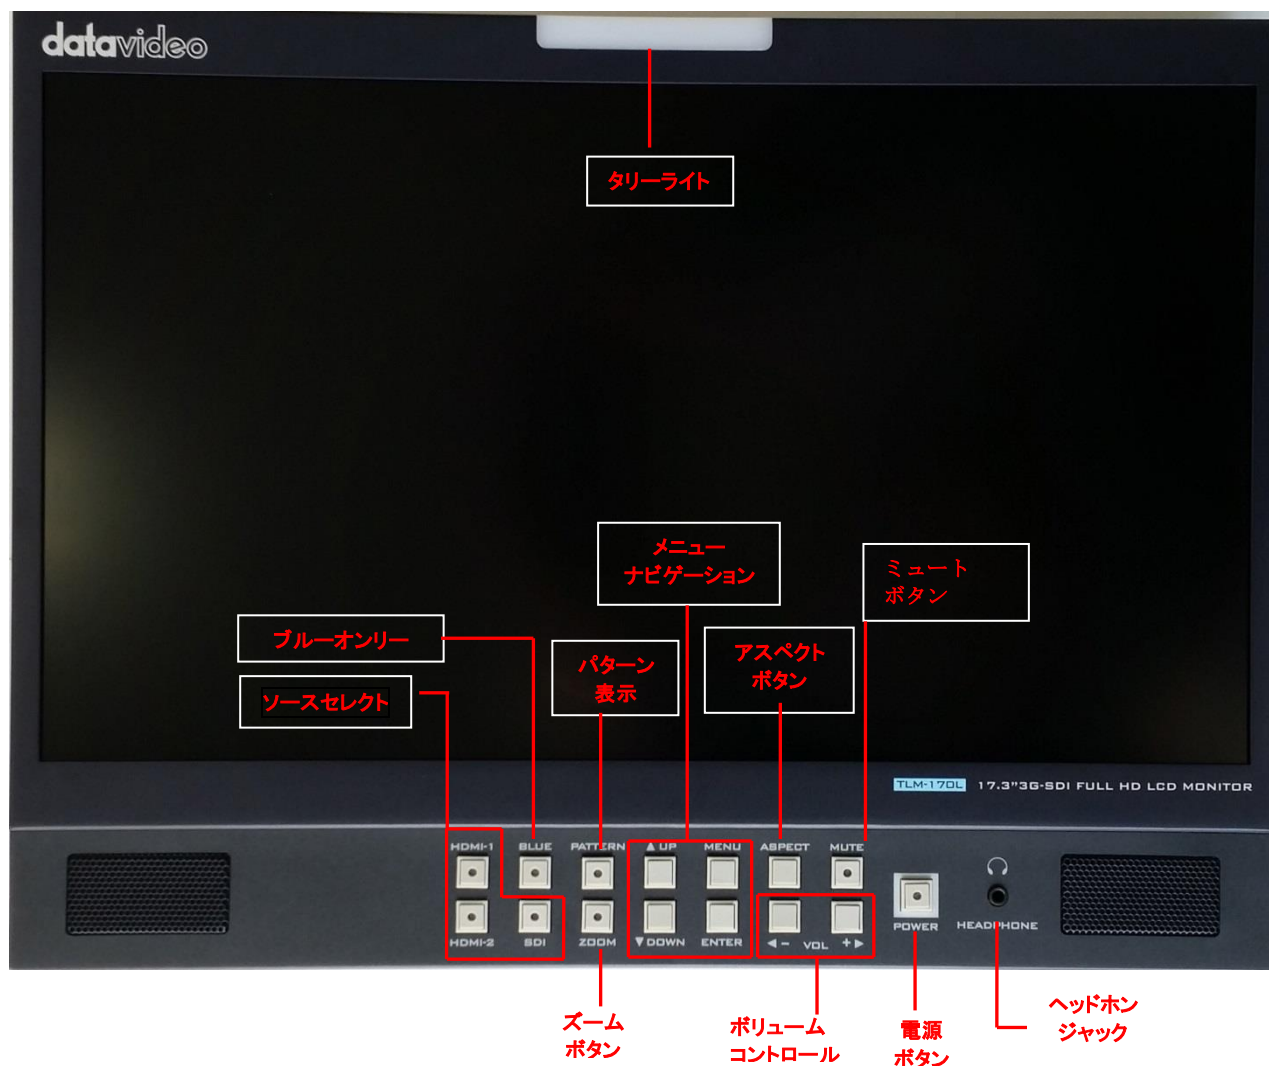 datavideo
タリーライト
メニュー
ナビゲーション
ミュート
ボタン
ブルーオンリー
アスペクト
ボタン
パターン
表示
ソースセレクト
TLM-170L 17.3"3G-SDI FULL HD LCD MONITOR
HDMI-1 BLUE PATTERN ▲ UP MENU ASPECT MUTE
POWER HEADPHONE
HDMI-2 SDI ZOOM ▼ DOWN ENTER ◀ - VOL + ▶
ズーム
ボタン
ボリューム
コントロール
電源
ボタン
ヘッドホン
ジャック